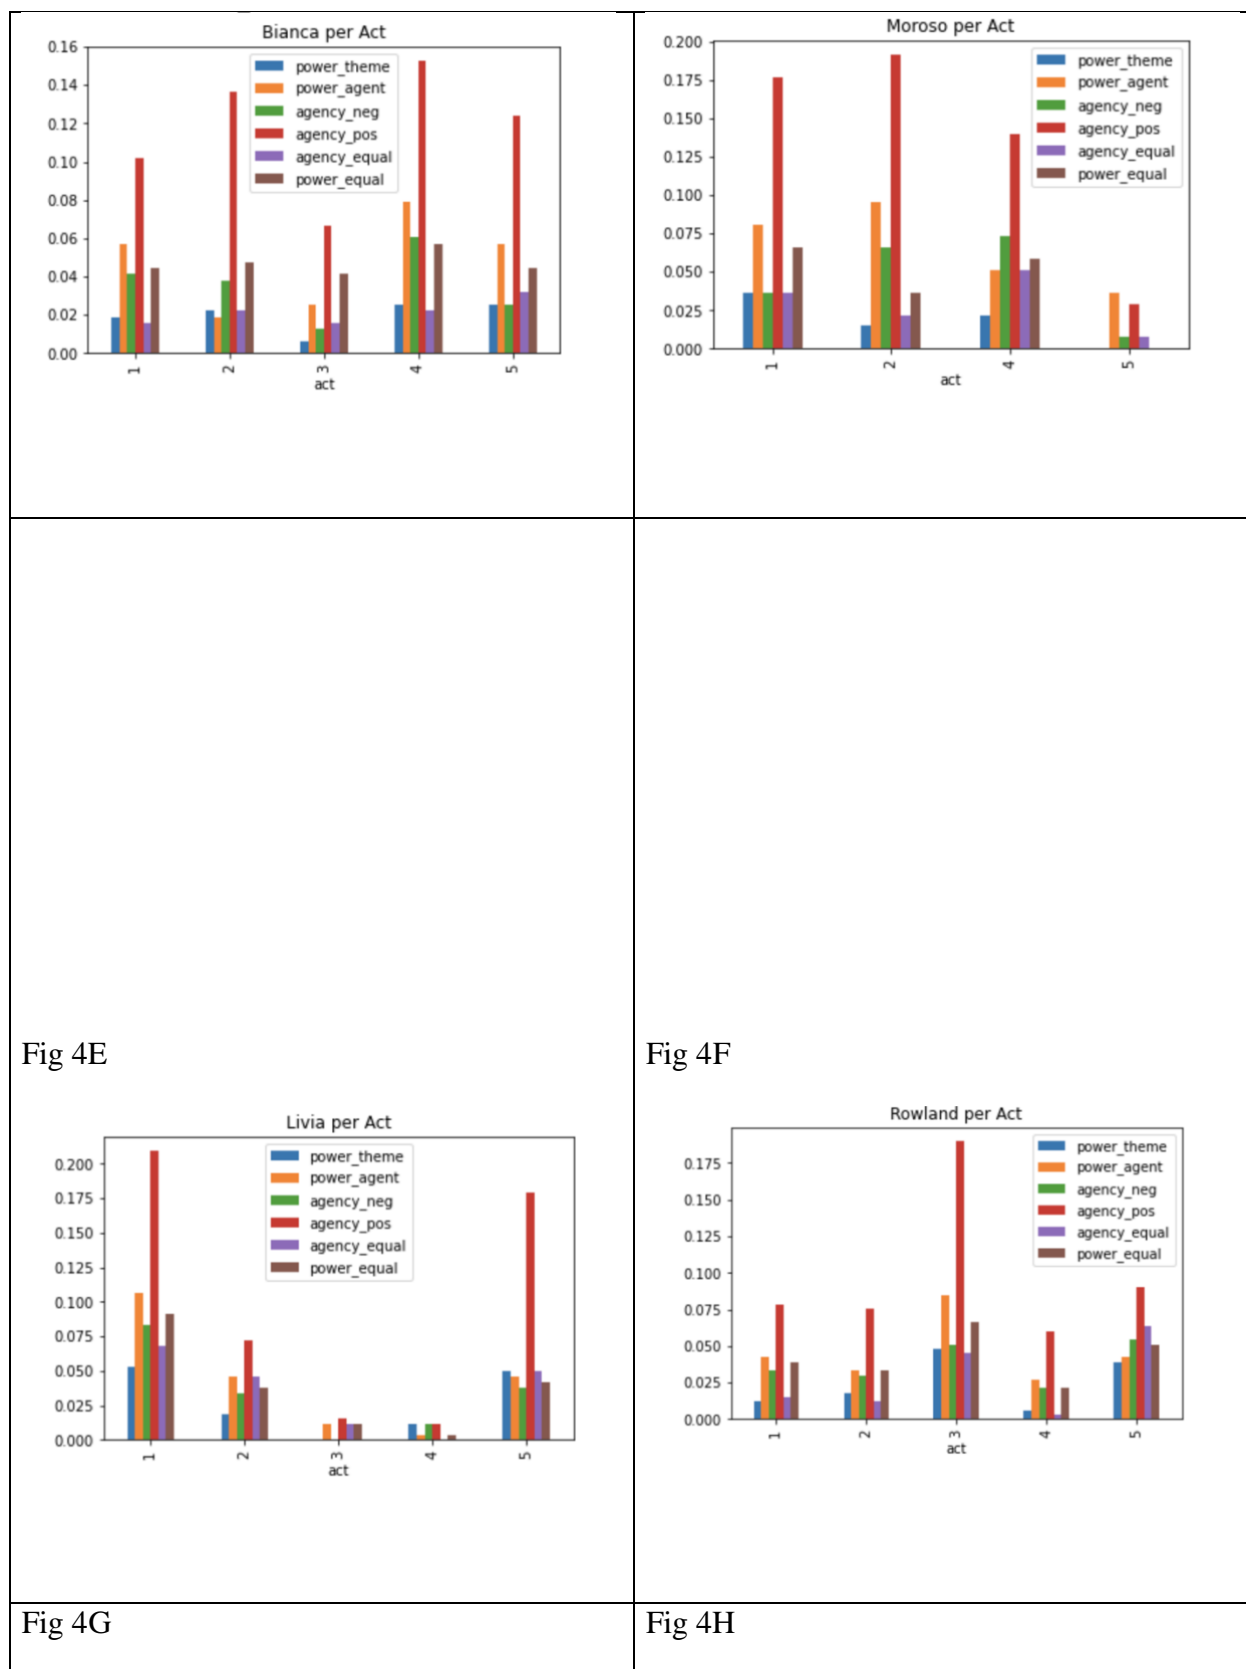 Bianca per Act
0.16
0.14
0.12
0.10
0.08
0.06
0.04
0.02
0.00
power_theme
power_agent
agency_neg
agency_pos
agency_equal
power_equal
1 2 3 4 5
act
Moroso per Act
0.200
0.175
0.150
0.125
0.100
0.075
0.050
0.025
0.000
power_theme
power_agent
agency_neg
agency_pos
agency_equal
power_equal
1 2 4 5
act
Fig 4E
Fig 4F
Livia per Act
0.200
0.175
0.150
0.125
0.100
0.075
0.050
0.025
0.000
power_theme
power_agent
agency_neg
agency_pos
agency_equal
power_equal
1 2 3 4 5
act
Rowland per Act
0.175
0.150
0.125
0.100
0.075
0.050
0.025
0.000
power_theme
power_agent
agency_neg
agency_pos
agency_equal
power_equal
1 2 3 4 5
act
Fig 4G
Fig 4H